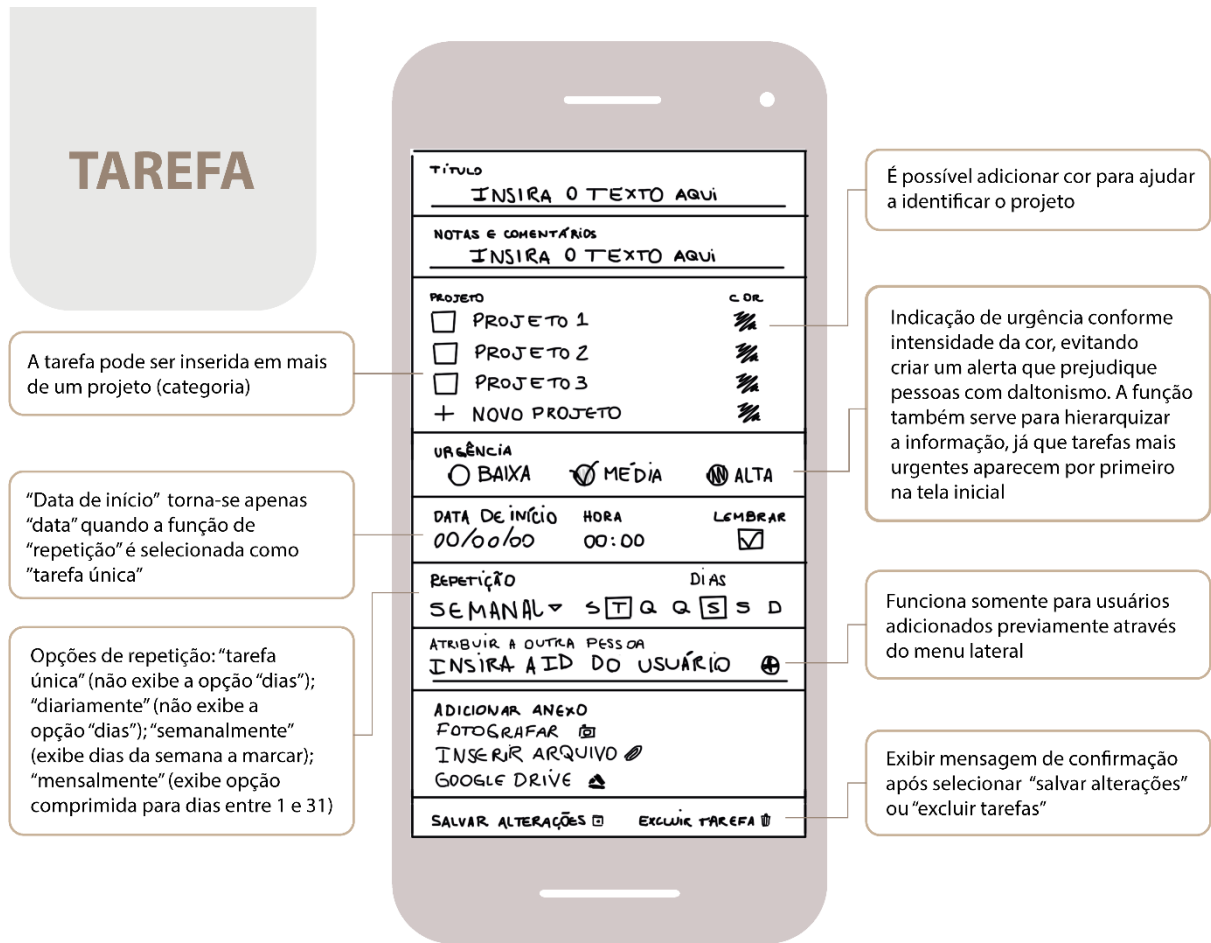 TAREFA
TÍTULO
INSIRA O TEXTO AQUI
NOTAS E COMENTÁRIOS
INSIRA O TEXTO AQUI
PROJETO COR
PROJETO 1
PROJETO 2
PROJETO 3
+ NOVO PROJETO
URGÊNCIA
BAIXA MÉDIA ALTA
DATA DE INÍCIO HORA LEMBRAR
00/00/00 00:00
REPETIÇÃO DIAS
SEMANAL S T Q Q S S D
ATRIBUIR A OUTRA PESSOA
INSIRA A ID DO USUÁRIO
ADICIONAR ANEXO
FOTOGRAFAR
INSERIR ARQUIVO
GOOGLE DRIVE
SALVAR ALTERAÇÕES EXCLUIR TAREFA
A tarefa pode ser inserida em mais
de um projeto (categoria)
“Data de início” torna-se apenas
“data” quando a função de
“repetição” é selecionada como
“tarefa única”
Opções de repetição: “tarefa
única” (não exibe a opção “dias”);
“diariamente” (não exibe a
opção “dias”); “semanalmente”
(exibe dias da semana a marcar);
“mensalmente” (exibe opção
comprimida para dias entre 1 e 31)
É possível adicionar cor para ajudar
a identificar o projeto
Indicação de urgência conforme
intensidade da cor, evitando
criar um alerta que prejudique
pessoas com daltonismo. A função
também serve para hierarquizar
a informação, já que tarefas mais
urgentes aparecem por primeiro
na tela inicial
Funciona somente para usuários
adicionados previamente através
do menu lateral
Exibir mensagem de confirmação
após selecionar “salvar alterações”
ou “excluir tarefas”